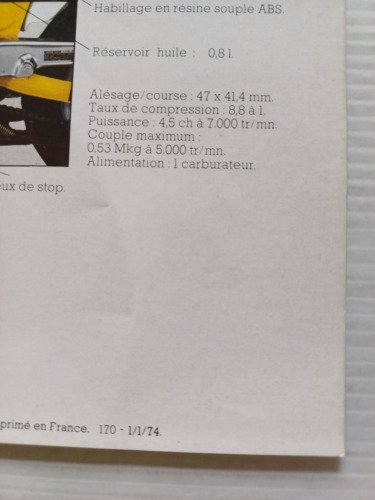 Habillage en résine souple ABS.
Réservoir huile : 0,8 l.
Alésage/course : 47 x 41,4 mm.
Taux de compression : 8,8 à 1.
Puissance : 4,5 ch à 7.000 tr/mn.
Couple maximum :
0,53 Mkg à 5.000 tr/mn.
Alimentation : 1 carburateur.
eux de stop.
primé en France. 170 - 1/1/74.